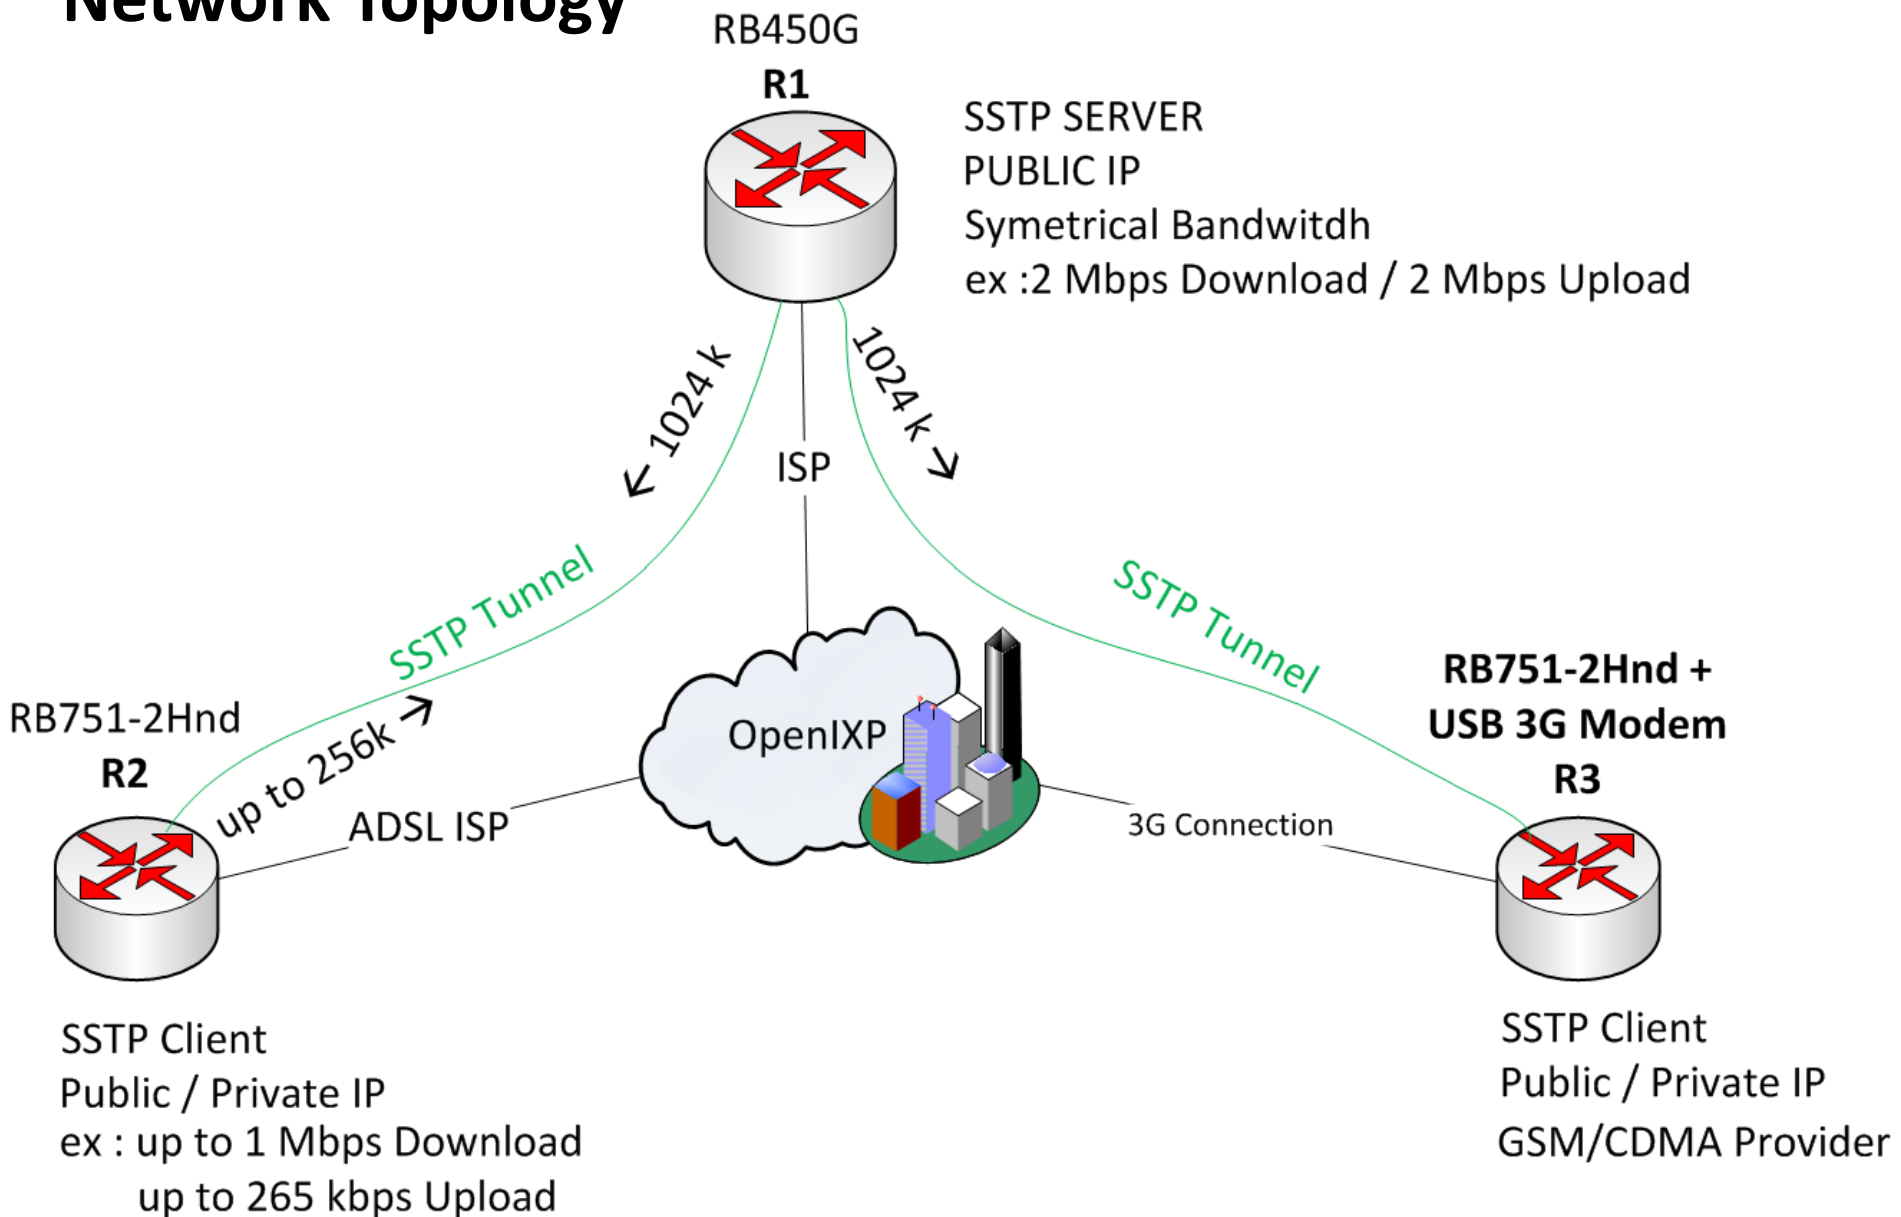 Network Topology
RB450G
R1
SSTP SERVER
PUBLIC IP
Symetrical Bandwitdh
ex :2 Mbps Download / 2 Mbps Upload
← 1024 k
1024 k →
ISP
SSTP Tunnel
SSTP Tunnel
RB751-2Hnd
R2
up to 256k →
ADSL ISP
OpenIXP
3G Connection
RB751-2Hnd +
USB 3G Modem
R3
SSTP Client
Public / Private IP
ex : up to 1 Mbps Download
up to 265 kbps Upload
SSTP Client
Public / Private IP
GSM/CDMA Provider